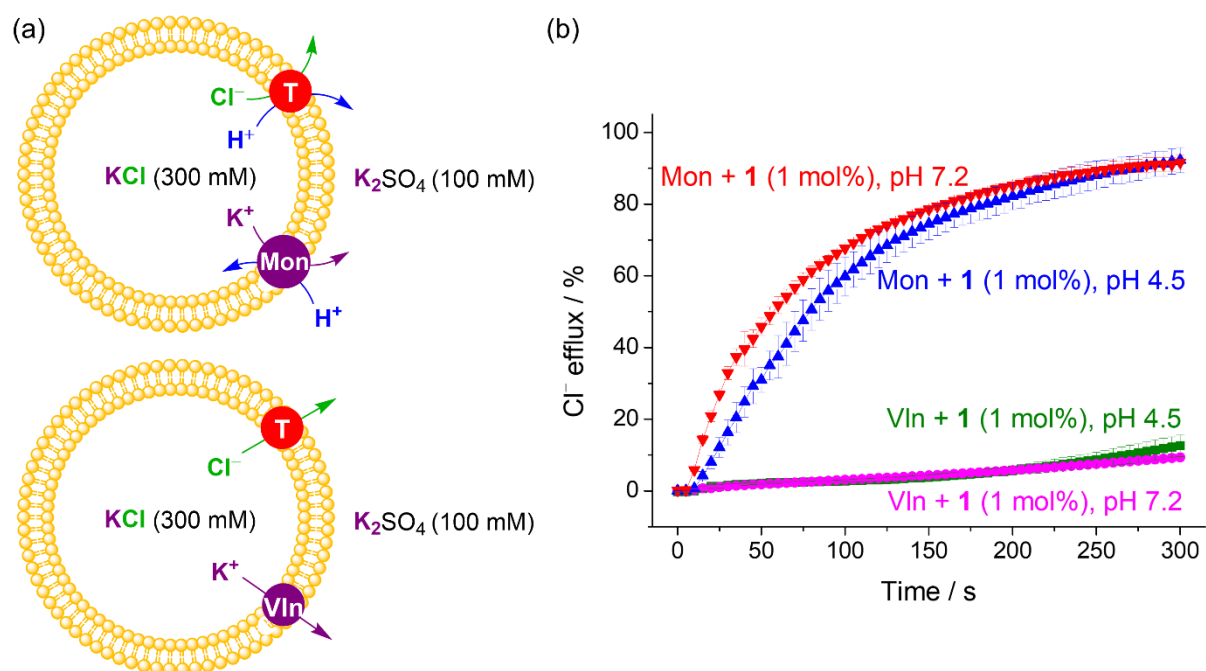 (a)
T
Cl⁻
H⁺
KCl (300 mM)
K₂SO₄ (100 mM)
K⁺
Mon
H⁺
T
Cl⁻
KCl (300 mM)
K₂SO₄ (100 mM)
K⁺
Vln
(b)
100
80
60
40
20
0
Cl⁻ efflux / %
Mon + 1 (1 mol%), pH 7.2
Mon + 1 (1 mol%), pH 4.5
Vln + 1 (1 mol%), pH 4.5
Vln + 1 (1 mol%), pH 7.2
0 50 100 150 200 250 300
Time / s